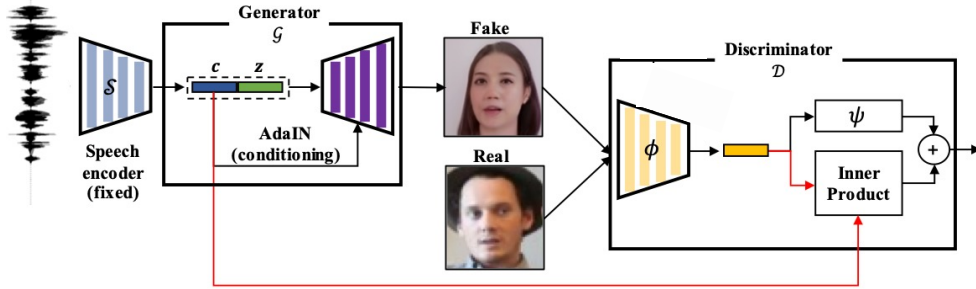 Generator
𝒢
c z
AdaIN
(conditioning)
𝒮
Speech
encoder
(fixed)
Fake
Real
Discriminator
𝒟
ϕ
ψ
Inner
Product
+